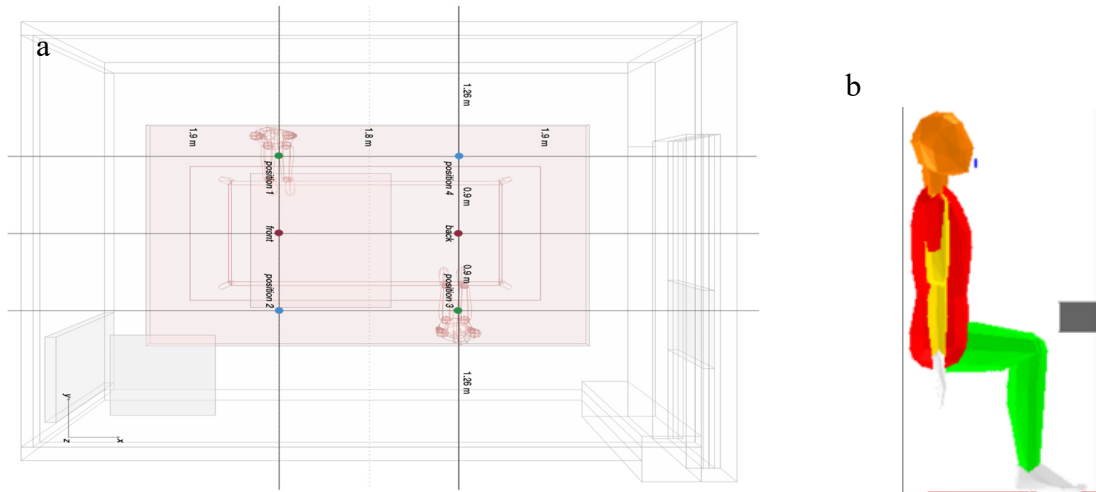 a
b
1.26 m
1.9 m
1.8 m
1.9 m
position 1
position 4
0.9 m
front
back
0.9 m
position 2
position 3
1.26 m
y
z
x